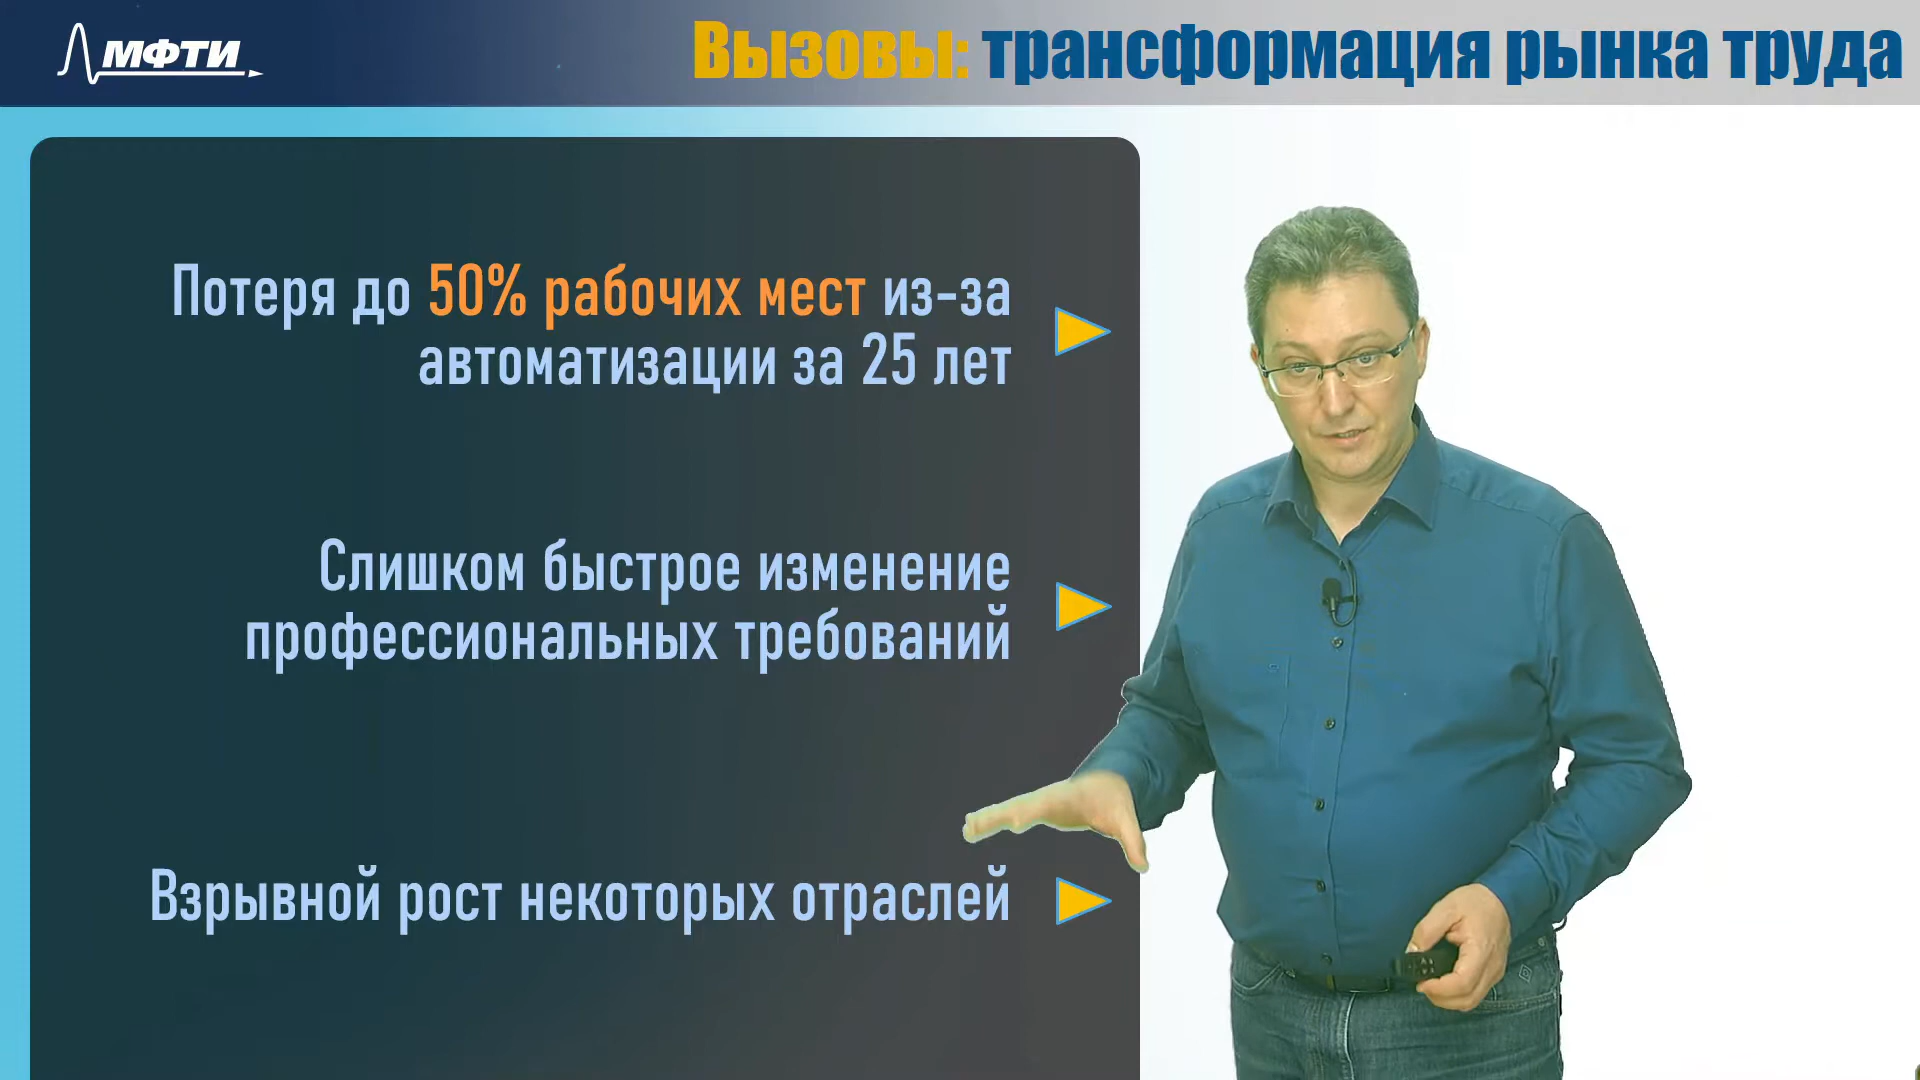 МФТИ
Вызовы: трансформация рынка труда
Потеря до 50% рабочих мест из-за
автоматизации за 25 лет
Слишком быстрое изменение
профессиональных требований
Взрывной рост некоторых отраслей